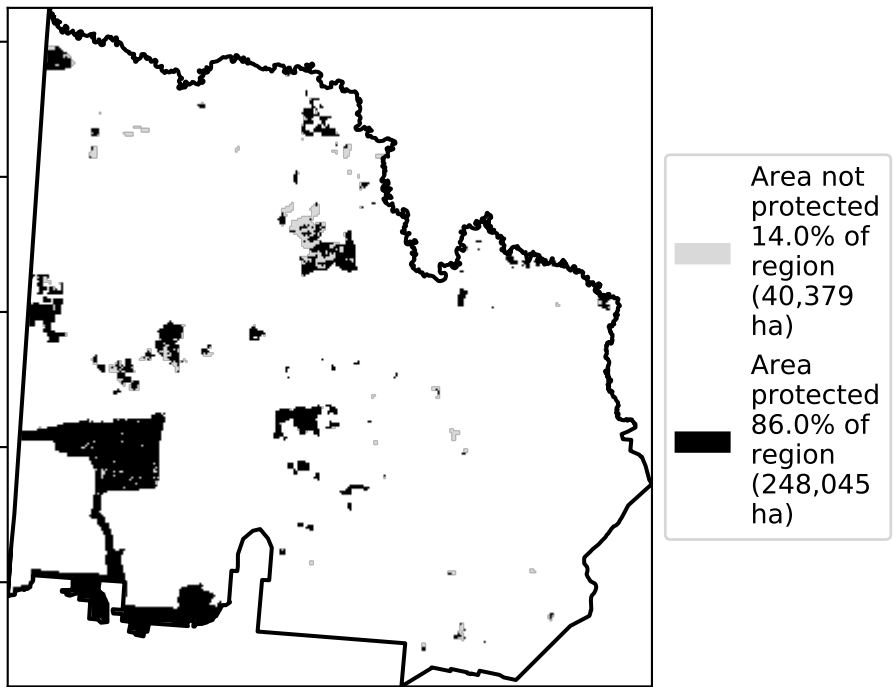 Area not
protected
14.0% of
region
(40,379
ha)
Area
protected
86.0% of
region
(248,045
ha)